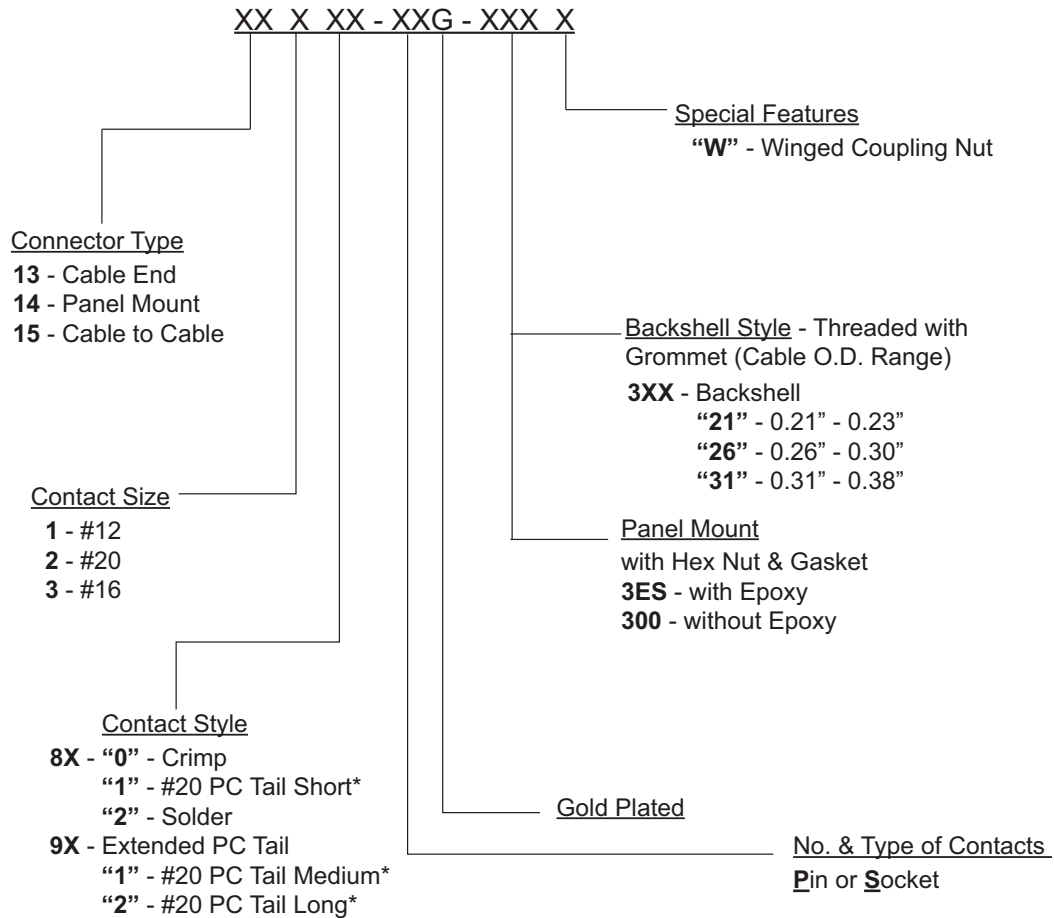 XX X XX - XXG - XXX X
Special Features
“W” - Winged Coupling Nut
Connector Type
13 - Cable End
14 - Panel Mount
15 - Cable to Cable
Backshell Style - Threaded with
Grommet (Cable O.D. Range)
3XX - Backshell
“21” - 0.21” - 0.23”
“26” - 0.26” - 0.30”
“31” - 0.31” - 0.38”
Contact Size
1 - #12
2 - #20
3 - #16
Panel Mount
with Hex Nut & Gasket
3ES - with Epoxy
300 - without Epoxy
Contact Style
8X - “0” - Crimp
“1” - #20 PC Tail Short*
“2” - Solder
9X - Extended PC Tail
“1” - #20 PC Tail Medium*
“2” - #20 PC Tail Long*
Gold Plated
No. & Type of Contacts
Pin or Socket